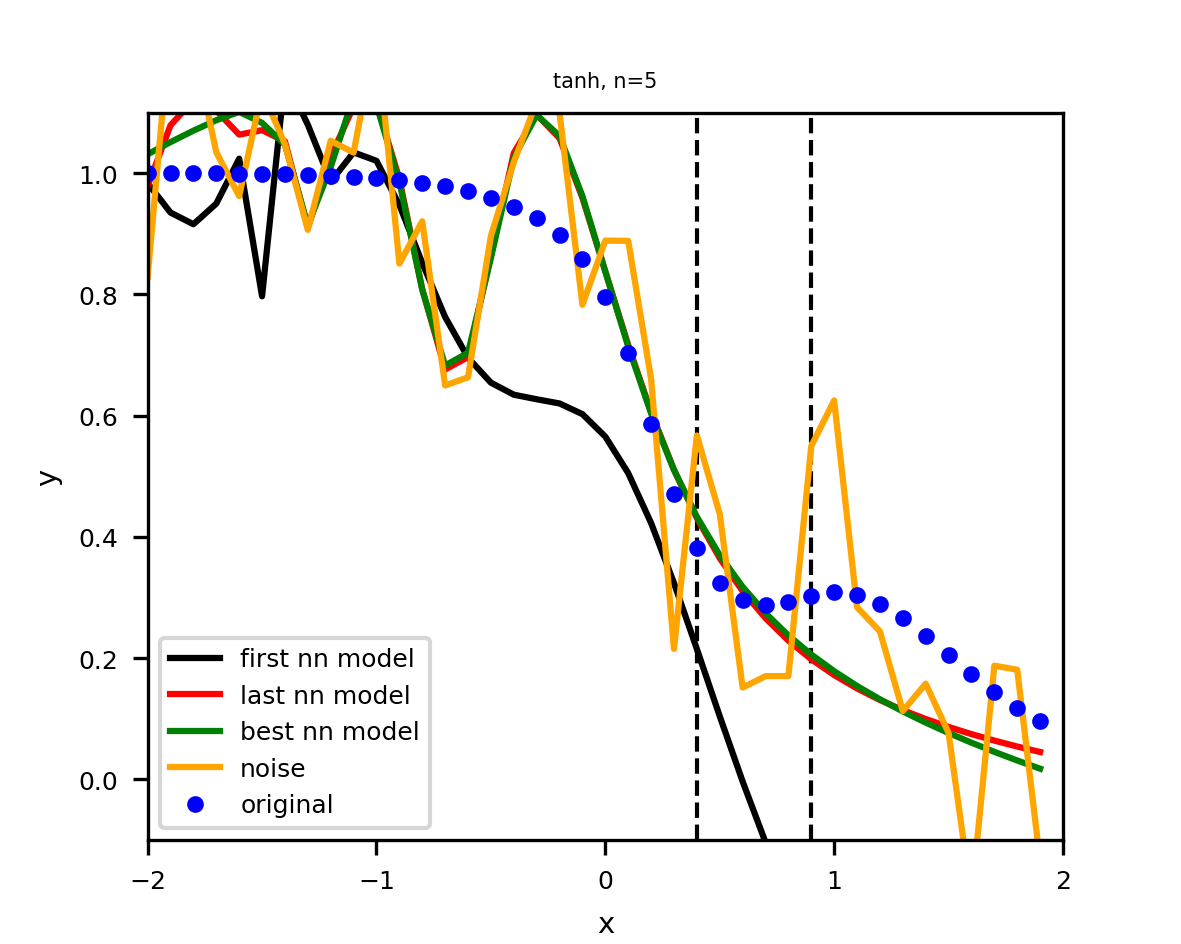 tanh, n=5
1.0
0.8
0.6
0.4
0.2
0.0
y
first nn model
last nn model
best nn model
noise
original
−2
−1
0
1
2
x